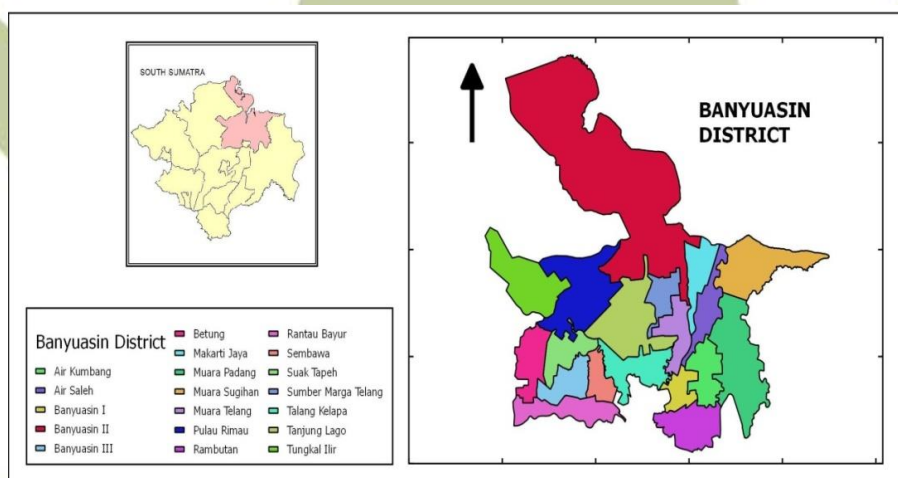 SOUTH SUMATRA
BANYUASIN
DISTRICT
Banyuasin District
Air Kumbang
Air Saleh
Banyuasin I
Banyuasin II
Banyuasin III
Betung
Makarti Jaya
Muara Padang
Muara Sugihan
Muara Telang
Pulau Rimau
Rambutan
Rantau Bayur
Sembawa
Suak Tapeh
Sumber Marga Telang
Talang Kelapa
Tanjung Lago
Tungkal Ilir